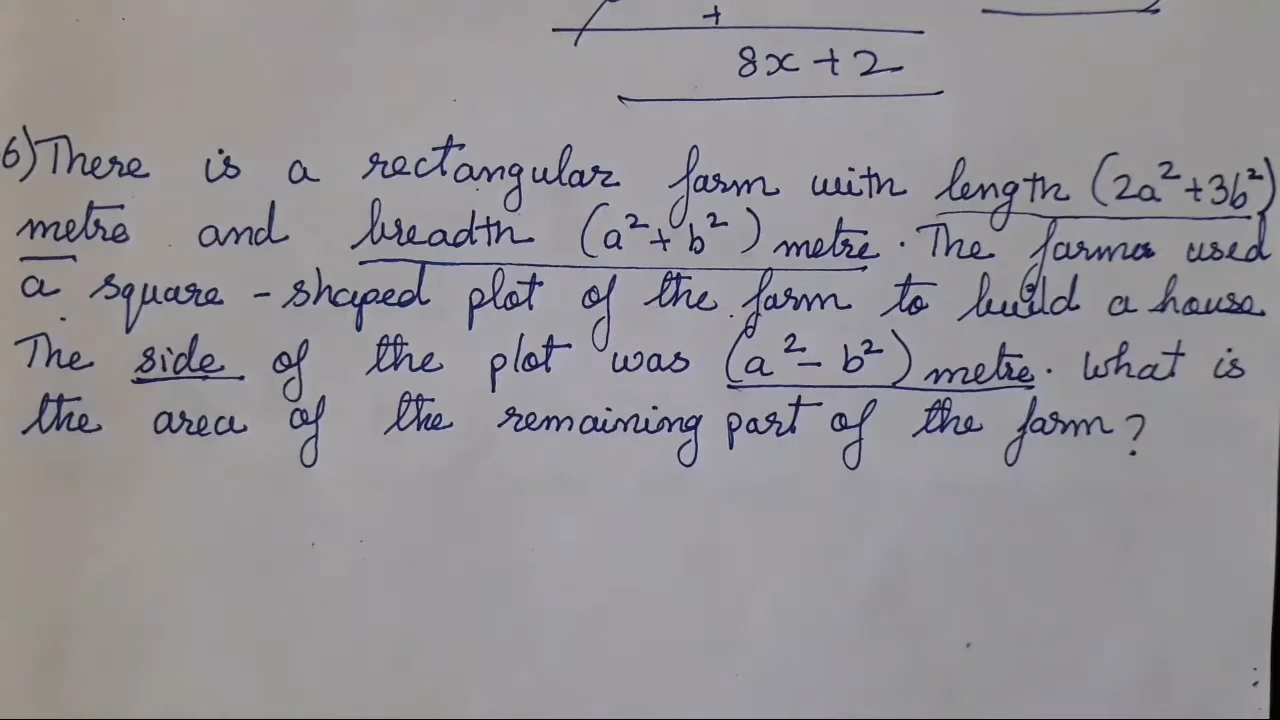 +
8x + 2
6) There is a rectangular farm with length (2a² + 3b²)
metre and breadth (a² + b²) metre. The farmer used
a square-shaped plot of the farm to build a house
The side of the plot was (a² - b²) metre. What is
the area of the remaining part of the farm?